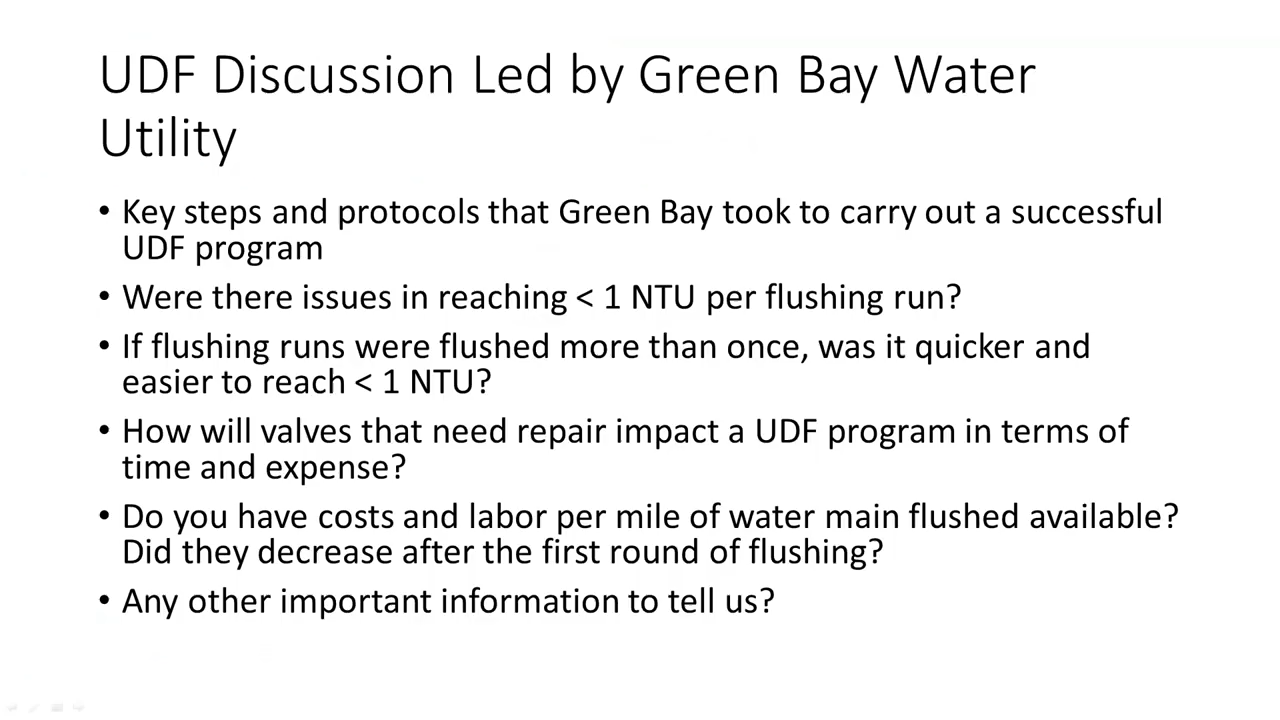 UDF Discussion Led by Green Bay Water
Utility
• Key steps and protocols that Green Bay took to carry out a successful
UDF program
• Were there issues in reaching < 1 NTU per flushing run?
• If flushing runs were flushed more than once, was it quicker and
easier to reach < 1 NTU?
• How will valves that need repair impact a UDF program in terms of
time and expense?
• Do you have costs and labor per mile of water main flushed available?
Did they decrease after the first round of flushing?
• Any other important information to tell us?